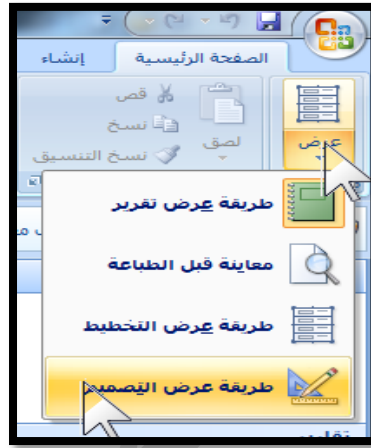 الصفحة الرئيسية إنشاء
قص
نسخ
نسخ التنسيق
لصق
عرض
طريقة عرض تقرير
معاينة قبل الطباعة
طريقة عرض التخطيط
طريقة عرض التصميم